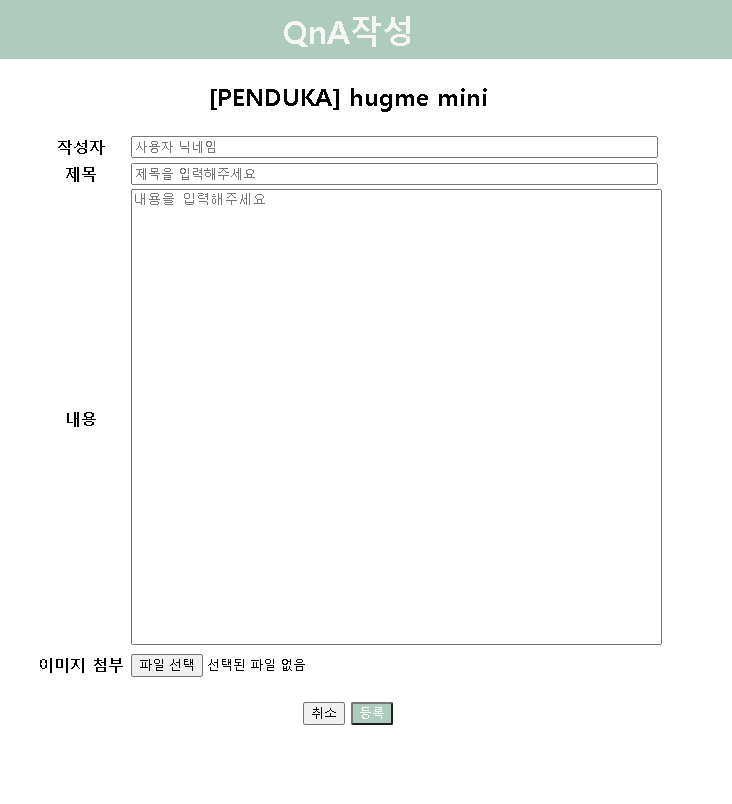 QnA작성
[PENDUKA] hugme mini
작성자 사용자 닉네임
제목 제목을 입력해주세요
내용을 입력해주세요
내용
이미지 첨부 파일 선택 선택된 파일 없음
취소 등록